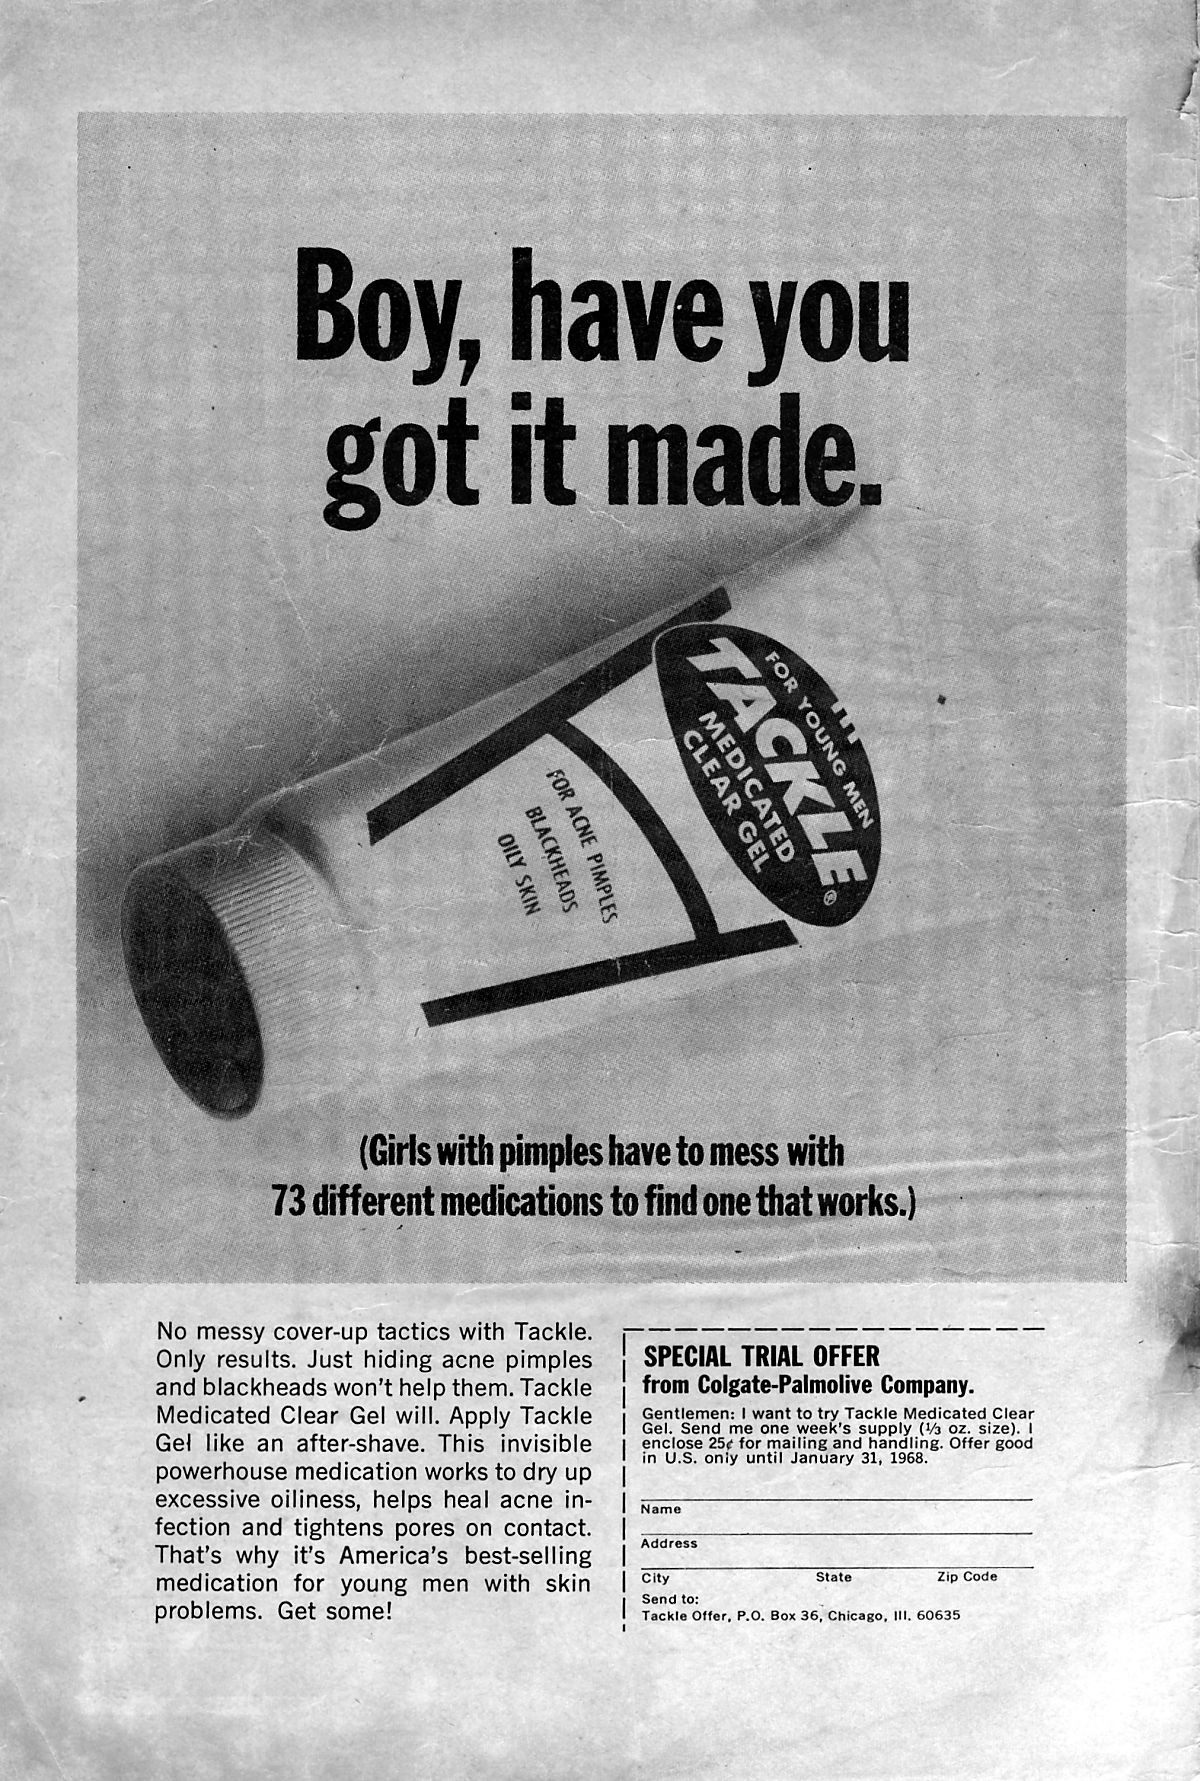 Boy, have you
got it made.
FOR YOUNG MEN
TACKLE®
MEDICATED
CLEAR GEL
FOR ACNE PIMPLES
BLACKHEADS
OILY SKIN
(Girls with pimples have to mess with
73 different medications to find one that works.)
No messy cover-up tactics with Tackle.
Only results. Just hiding acne pimples
and blackheads won't help them. Tackle
Medicated Clear Gel will. Apply Tackle
Gel like an after-shave. This invisible
powerhouse medication works to dry up
excessive oiliness, helps heal acne in-
fection and tightens pores on contact.
That's why it's America's best-selling
medication for young men with skin
problems. Get some!
SPECIAL TRIAL OFFER
from Colgate-Palmolive Company.
Gentlemen: I want to try Tackle Medicated Clear
Gel. Send me one week's supply (⅓ oz. size). I
enclose 25¢ for mailing and handling. Offer good
in U.S. only until January 31, 1968.
Name
Address
City State Zip Code
Send to:
Tackle Offer, P.O. Box 36, Chicago, Ill. 60635